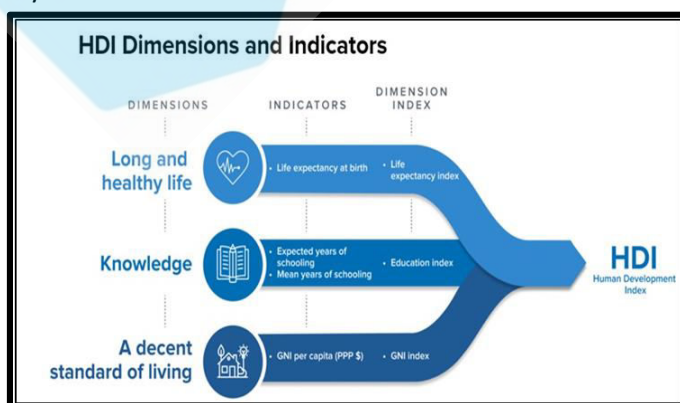 HDI Dimensions and Indicators
DIMENSIONS
INDICATORS
DIMENSION
INDEX
Long and
healthy life
• Life expectancy at birth
• Life
expectancy index
Knowledge
• Expected years of
schooling
• Mean years of schooling
• Education index
A decent
standard of living
• GNI per capita (PPP $)
• GNI index
HDI
Human Development
Index